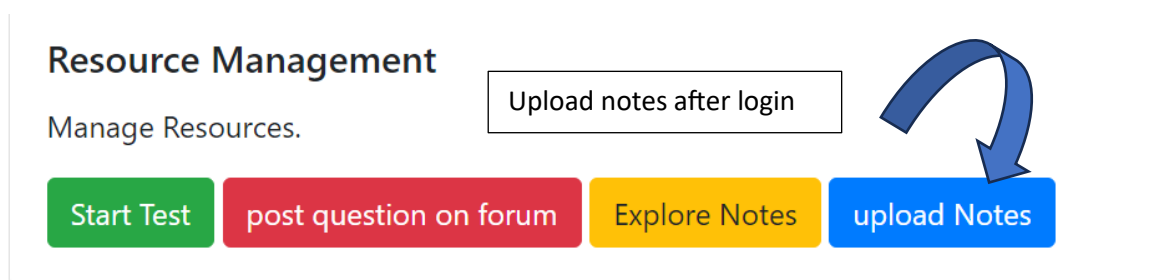 Resource Management
Upload notes after login
Manage Resources.
Start Test
post question on forum
Explore Notes
upload Notes